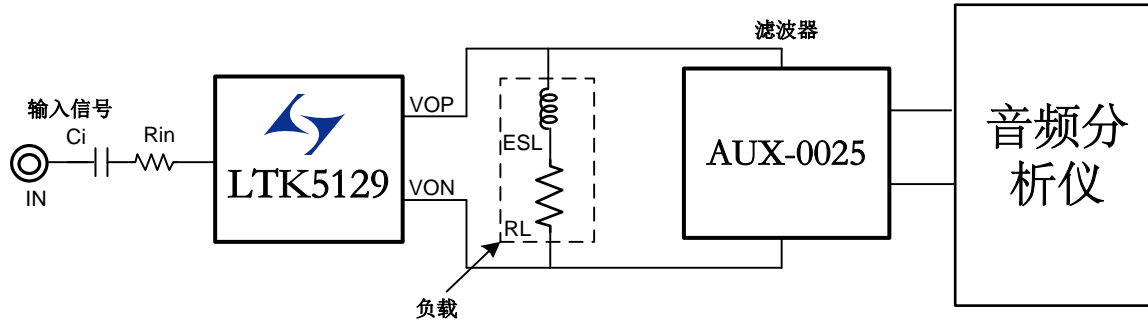 输入信号
Ci
Rin
IN
LTK5129
VOP
VON
ESL
RL
负载
滤波器
AUX-0025
音频分
析仪